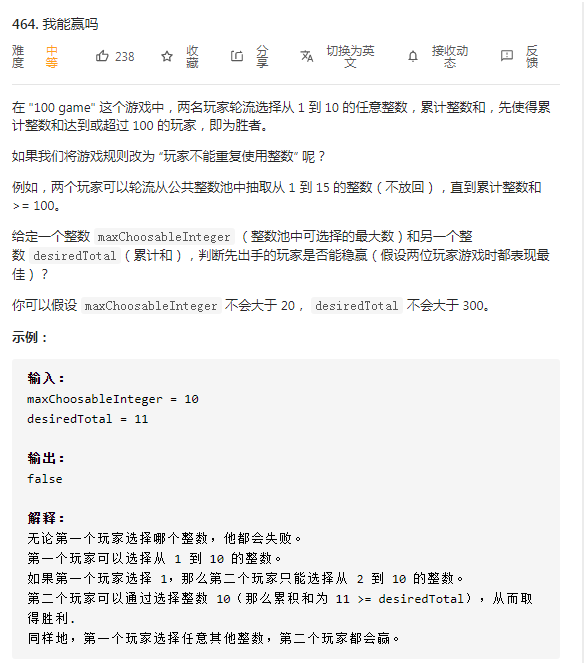 464. 我能赢吗
难度 中等 238 收藏 分享 切换为英文 接收动态 反馈
在 "100 game" 这个游戏中，两名玩家轮流选择从 1 到 10 的任意整数，累计整数和，先使得累
计整数和达到或超过 100 的玩家，即为胜者。
如果我们将游戏规则改为 “玩家不能重复使用整数” 呢？
例如，两个玩家可以轮流从公共整数池中抽取从 1 到 15 的整数（不放回），直到累计整数和
>= 100。
给定一个整数 maxChoosableInteger （整数池中可选择的最大数）和另一个整
数 desiredTotal（累计和），判断先出手的玩家是否能稳赢（假设两位玩家游戏时都表现最
佳）？
你可以假设 maxChoosableInteger 不会大于 20， desiredTotal 不会大于 300。
示例：
输入：
maxChoosableInteger = 10
desiredTotal = 11
输出：
false
解释：
无论第一个玩家选择哪个整数，他都会失败。
第一个玩家可以选择从 1 到 10 的整数。
如果第一个玩家选择 1，那么第二个玩家只能选择从 2 到 10 的整数。
第二个玩家可以通过选择整数 10（那么累积和为 11 >= desiredTotal），从而取
得胜利.
同样地，第一个玩家选择任意其他整数，第二个玩家都会赢。